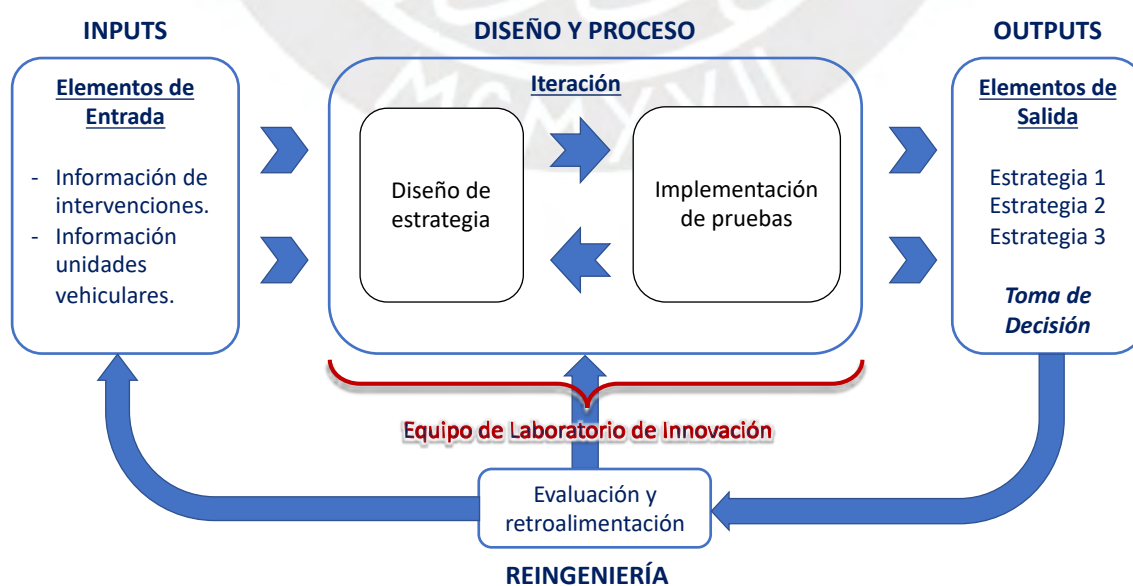 INPUTS
Elementos de
Entrada
- Información de
intervenciones.
- Información
unidades
vehiculares.
DISEÑO Y PROCESO
MCMXVII
Iteración
Diseño de
estrategia
Implementación
de pruebas
OUTPUTS
Elementos de
Salida
Estrategia 1
Estrategia 2
Estrategia 3
Toma de
Decisión
Equipo de Laboratorio de Innovación
Evaluación y
retroalimentación
REINGENIERÍA